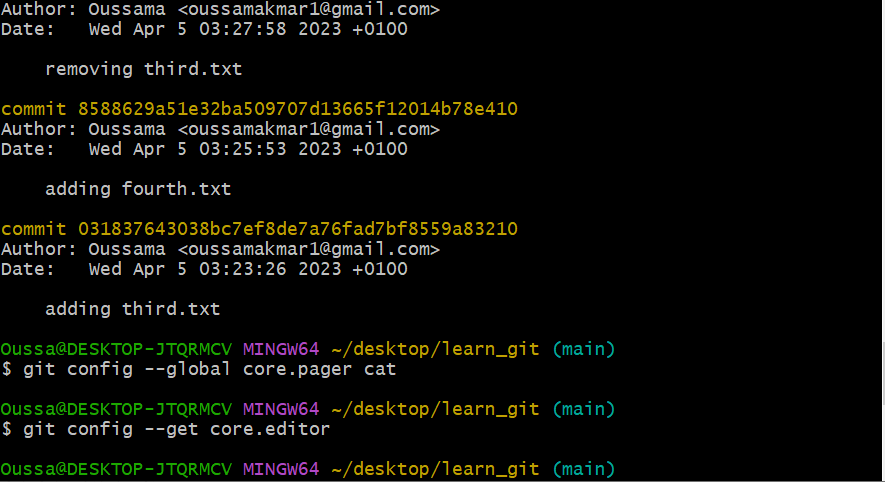 Author: Oussama <oussamakmar1@gmail.com>
Date:   Wed Apr 5 03:27:58 2023 +0100
    removing third.txt
commit 8588629a51e32ba509707d13665f12014b78e410
Author: Oussama <oussamakmar1@gmail.com>
Date:   Wed Apr 5 03:25:53 2023 +0100
    adding fourth.txt
commit 031837643038bc7ef8de7a76fad7bf8559a83210
Author: Oussama <oussamakmar1@gmail.com>
Date:   Wed Apr 5 03:23:26 2023 +0100
    adding third.txt
Oussa@DESKTOP-JTQRMCV MINGW64 ~/desktop/learn_git (main)
$ git config --global core.pager cat
Oussa@DESKTOP-JTQRMCV MINGW64 ~/desktop/learn_git (main)
$ git config --get core.editor
Oussa@DESKTOP-JTQRMCV MINGW64 ~/desktop/learn_git (main)